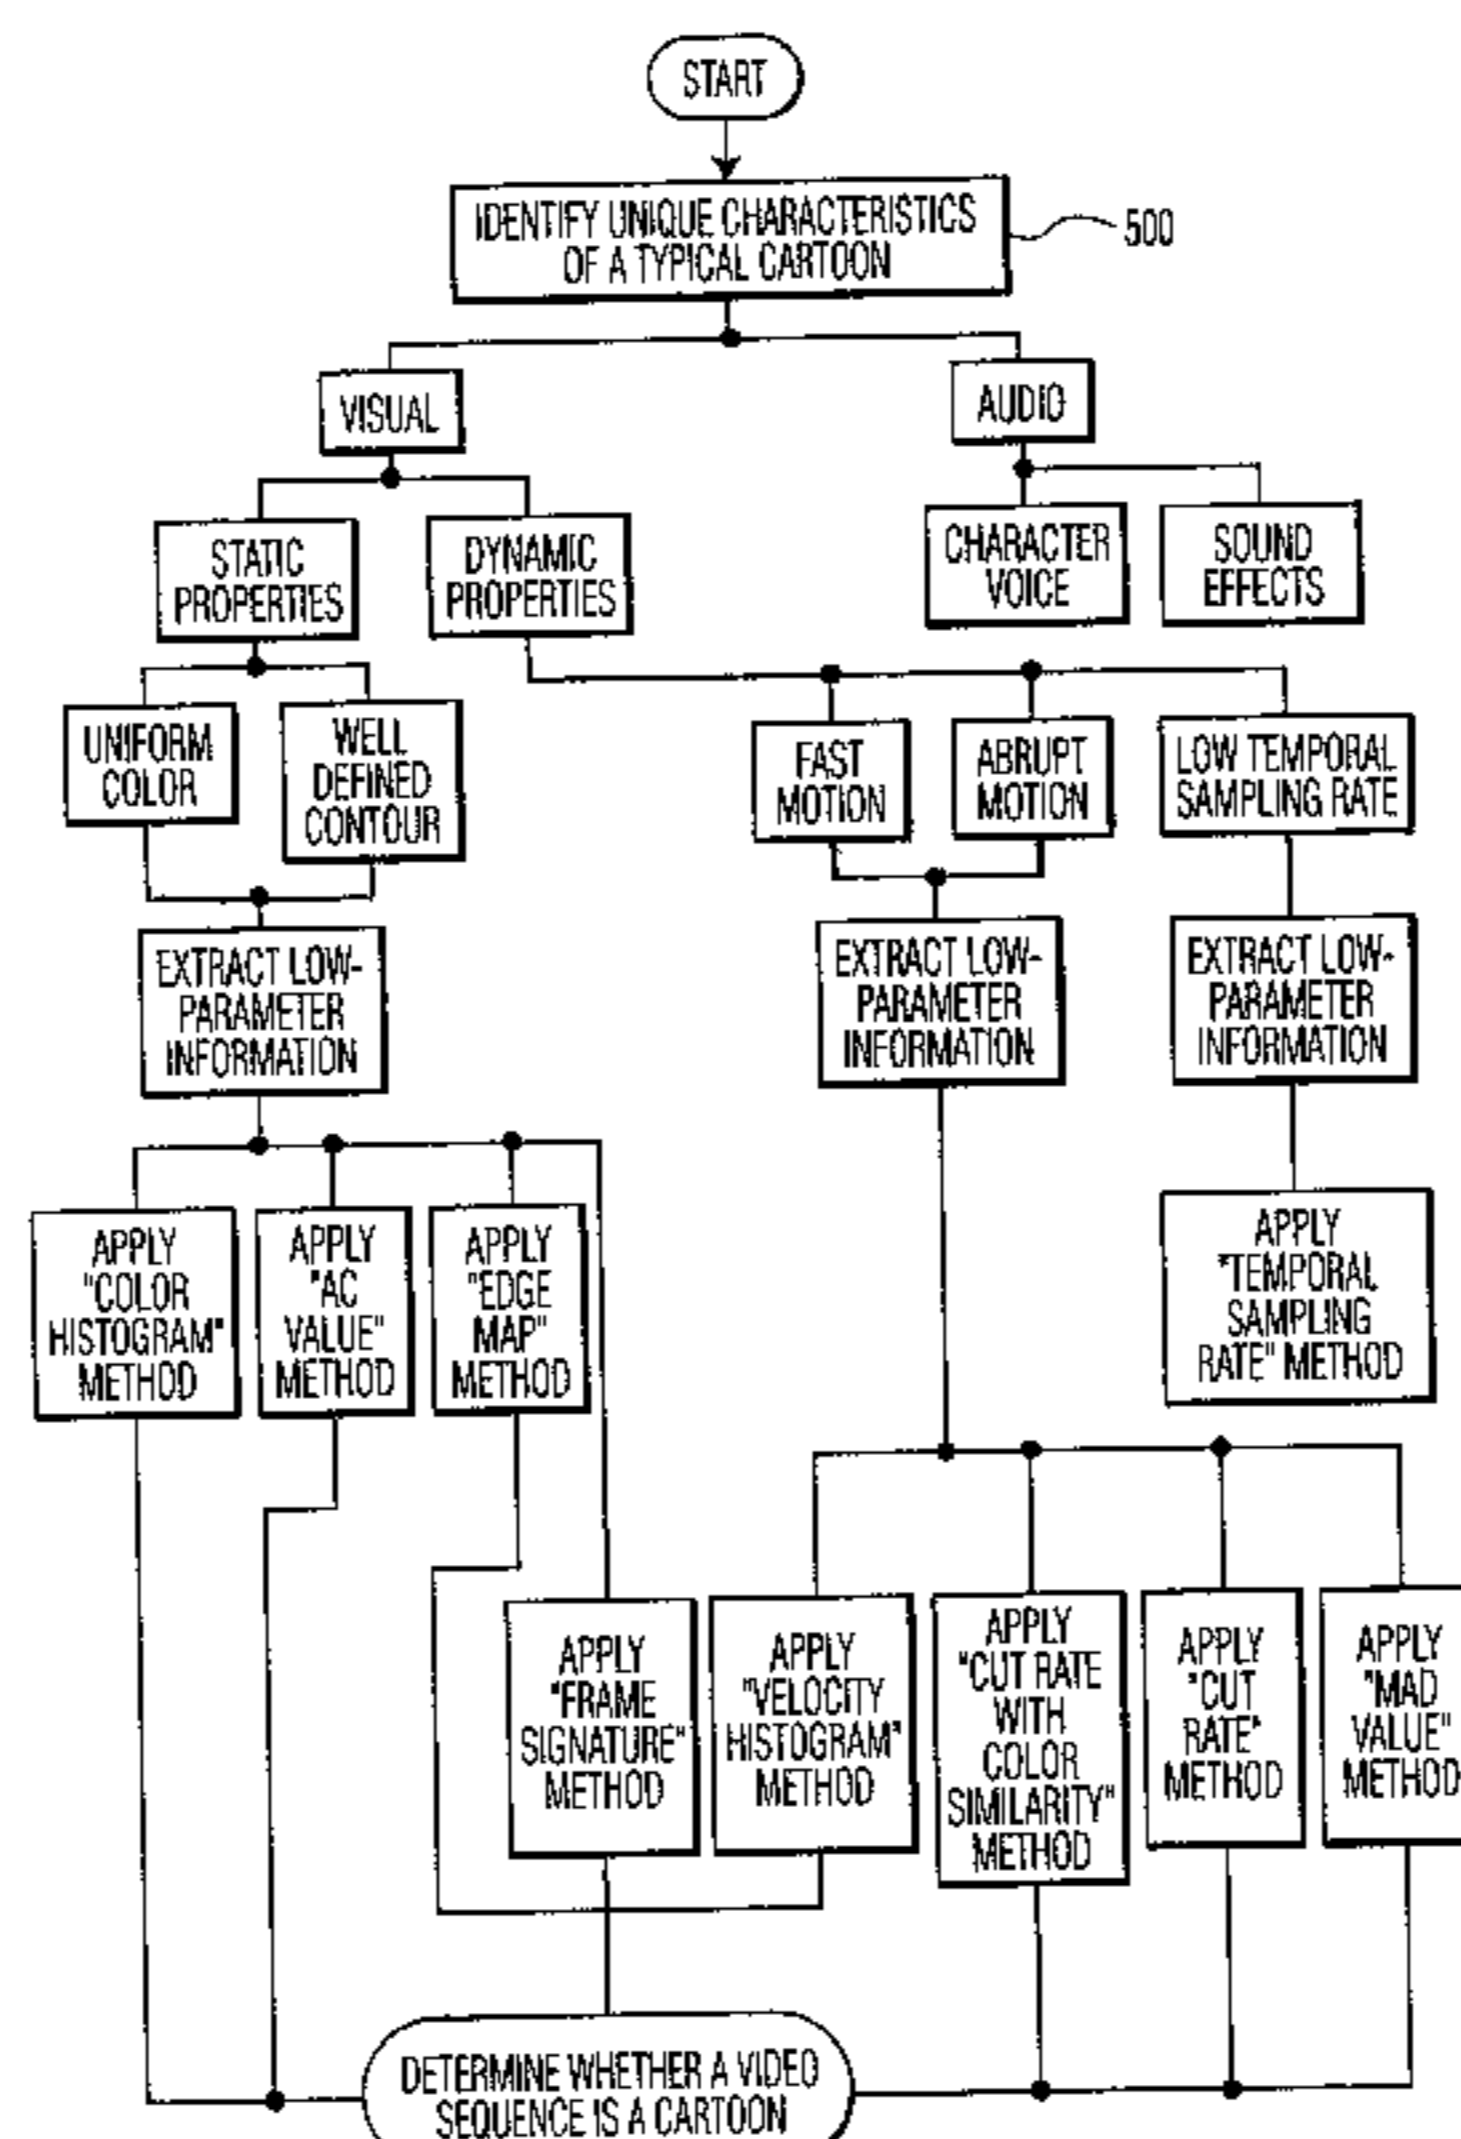 START
IDENTIFY UNIQUE CHARACTERISTICS
OF A TYPICAL CARTOON
500
VISUAL
AUDIO
STATIC
PROPERTIES
DYNAMIC
PROPERTIES
CHARACTER
VOICE
SOUND
EFFECTS
UNIFORM
COLOR
WELL
DEFINED
CONTOUR
FAST
MOTION
ABRUPT
MOTION
LOW TEMPORAL
SAMPLING RATE
EXTRACT LOW-
PARAMETER
INFORMATION
EXTRACT LOW-
PARAMETER
INFORMATION
EXTRACT LOW-
PARAMETER
INFORMATION
APPLY
"COLOR
HISTOGRAM"
METHOD
APPLY
"AC
VALUE"
METHOD
APPLY
"EDGE
MAP"
METHOD
APPLY
"TEMPORAL
SAMPLING
RATE" METHOD
APPLY
"FRAME
SIGNATURE"
METHOD
APPLY
"VELOCITY
HISTOGRAM"
METHOD
APPLY
"CUT RATE
WITH
COLOR
SIMILARITY"
METHOD
APPLY
"CUT
RATE"
METHOD
APPLY
"MAD
VALUE"
METHOD
DETERMINE WHETHER A VIDEO
SEQUENCE IS A CARTOON